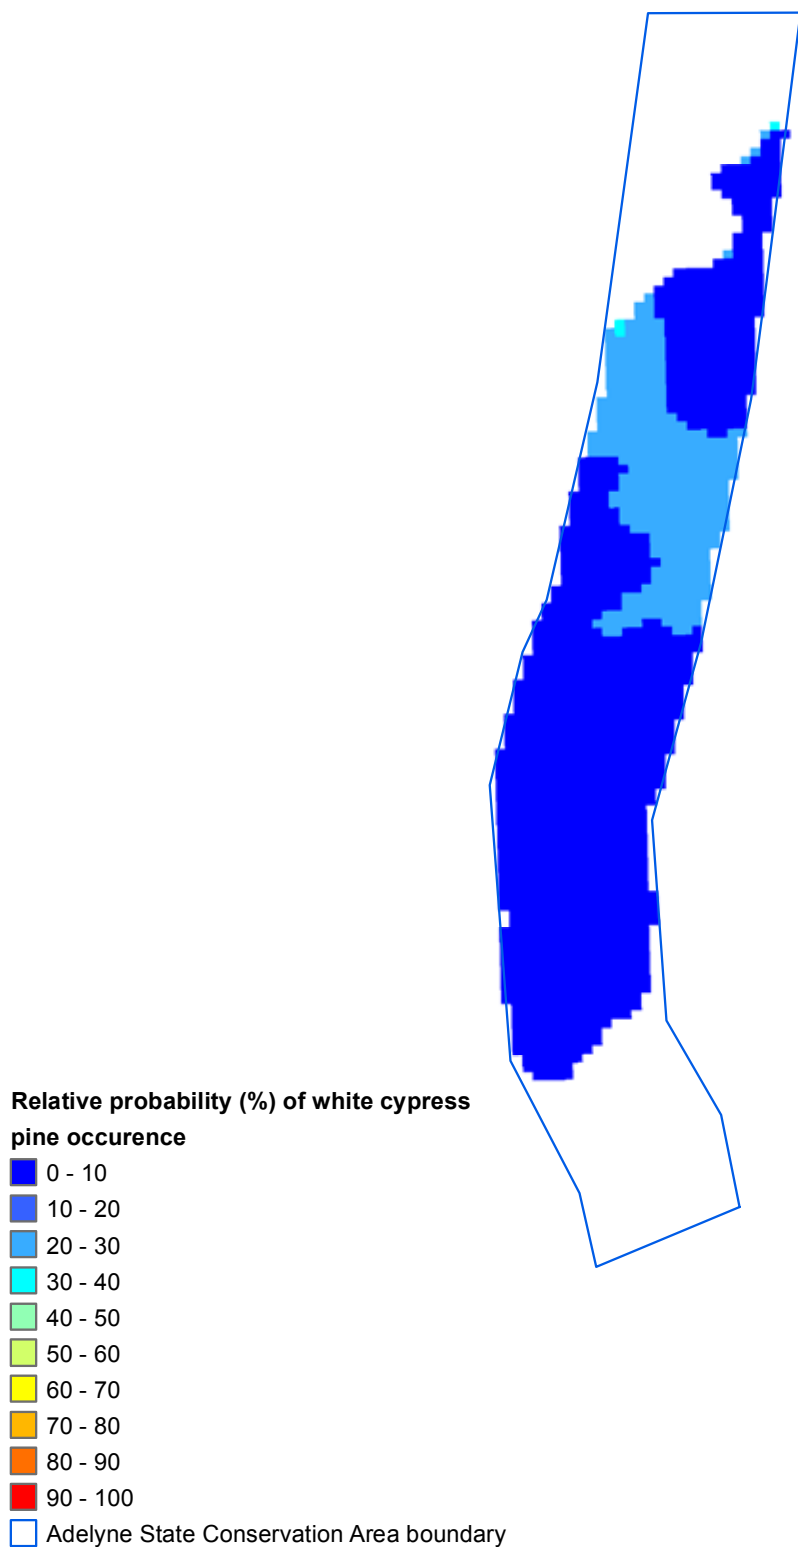 Relative probability (%) of white cypress
pine occurence
0 - 10
10 - 20
20 - 30
30 - 40
40 - 50
50 - 60
60 - 70
70 - 80
80 - 90
90 - 100
Adelyne State Conservation Area boundary